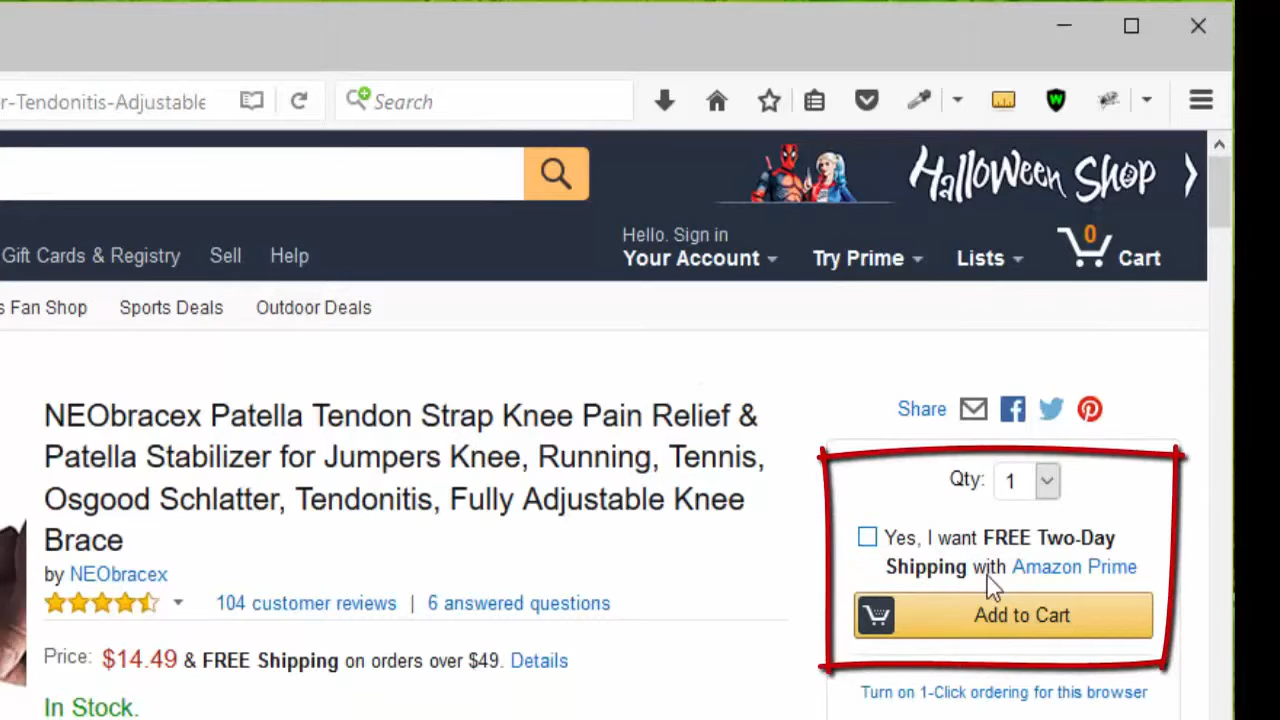 r-Tendonitis-Adjustable
Search
Halloween Shop
Hello. Sign in
Your Account
Try Prime
Lists
0
Cart
Gift Cards & Registry
Sell
Help
s Fan Shop
Sports Deals
Outdoor Deals
NEObracex Patella Tendon Strap Knee Pain Relief &
Patella Stabilizer for Jumpers Knee, Running, Tennis,
Osgood Schlatter, Tendonitis, Fully Adjustable Knee
Brace
by NEObracex
104 customer reviews | 6 answered questions
Price: $14.49 & FREE Shipping on orders over $49. Details
In Stock.
Share
Qty: 1
Yes, I want FREE Two-Day
Shipping with Amazon Prime
Add to Cart
Turn on 1-Click ordering for this browser